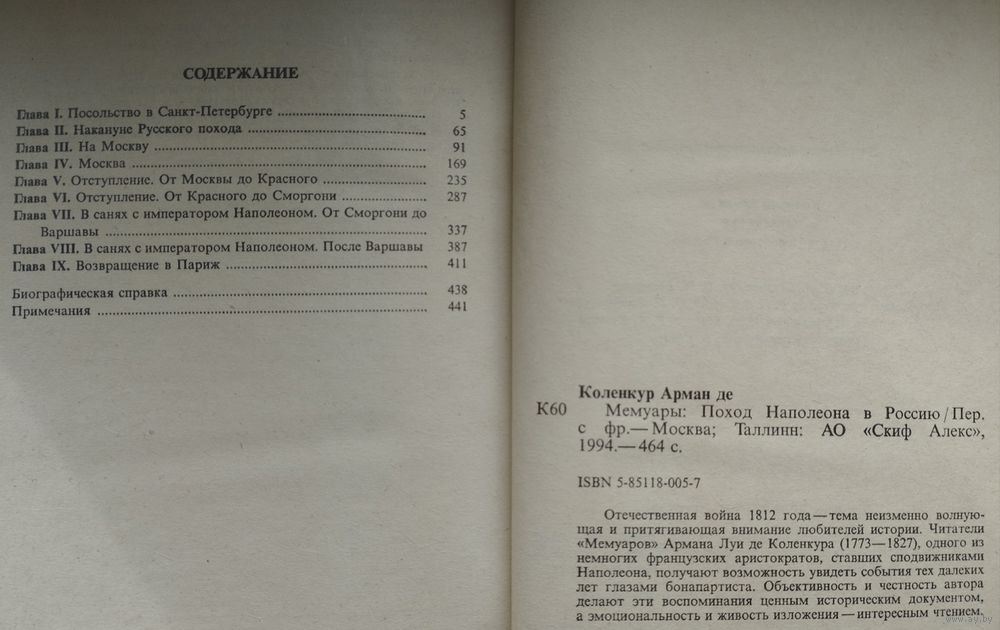 СОДЕРЖАНИЕ
Глава I. Посольство в Санкт-Петербурге ........ 5
Глава II. Накануне Русского похода ........ 65
Глава III. На Москву ........ 91
Глава IV. Москва ........ 169
Глава V. Отступление. От Москвы до Красного ........ 235
Глава VI. Отступление. От Красного до Сморгони ........ 287
Глава VII. В санях с императором Наполеоном. От Сморгони до
Варшавы ........ 337
Глава VIII. В санях с императором Наполеоном. После Варшавы 387
Глава IX. Возвращение в Париж ........ 411
Биографическая справка ........ 438
Примечания ........ 441
Коленкур Арман де
К60 Мемуары: Поход Наполеона в Россию / Пер.
с фр.— Москва; Таллинн: АО «Скиф Алекс»,
1994.— 464 с.
ISBN 5-85118-005-7
Отечественная война 1812 года — тема неизменно волную-
щая и притягивающая внимание любителей истории. Читатели
«Мемуаров» Армана Луи де Коленкура (1773—1827), одного из
немногих французских аристократов, ставших сподвижниками
Наполеона, получают возможность увидеть события тех далеких
лет глазами бонапартиста. Объективность и честность автора
делают эти воспоминания ценным историческим документом,
а эмоциональность и живость изложения — интересным чтением.
www.ay.by